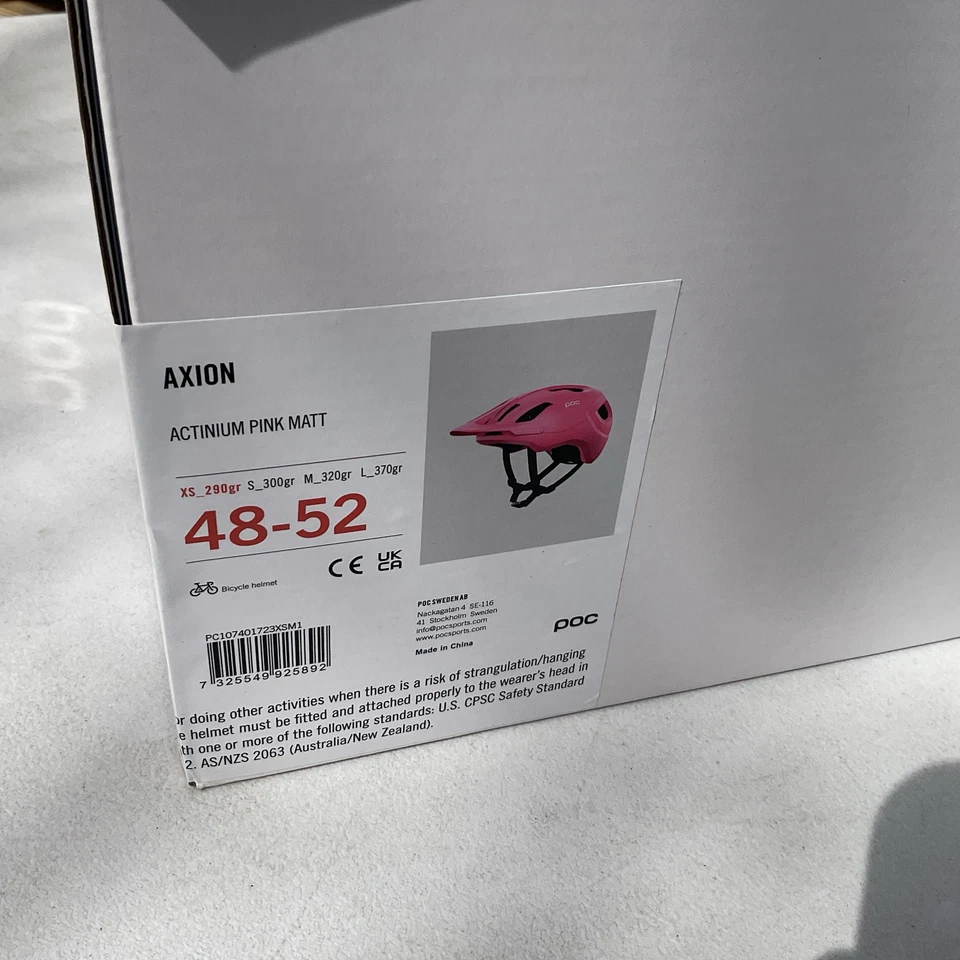 AXION
ACTINIUM PINK MATT
XS_290gr S_300gr M_320gr L_370gr
48-52
CE UK CA
Bicycle helmet
poc
POC SWEDEN AB
Nackagatan 4 SE-116
41 Stockholm Sweden
info@pocsports.com
www.pocsports.com
Made in China
poc
PC107401723XSM1
7 325549 925892
or doing other activities when there is a risk of strangulation/hanging
e helmet must be fitted and attached properly to the wearer's head in
th one or more of the following standards: U.S. CPSC Safety Standard
2. AS/NZS 2063 (Australia/New Zealand).